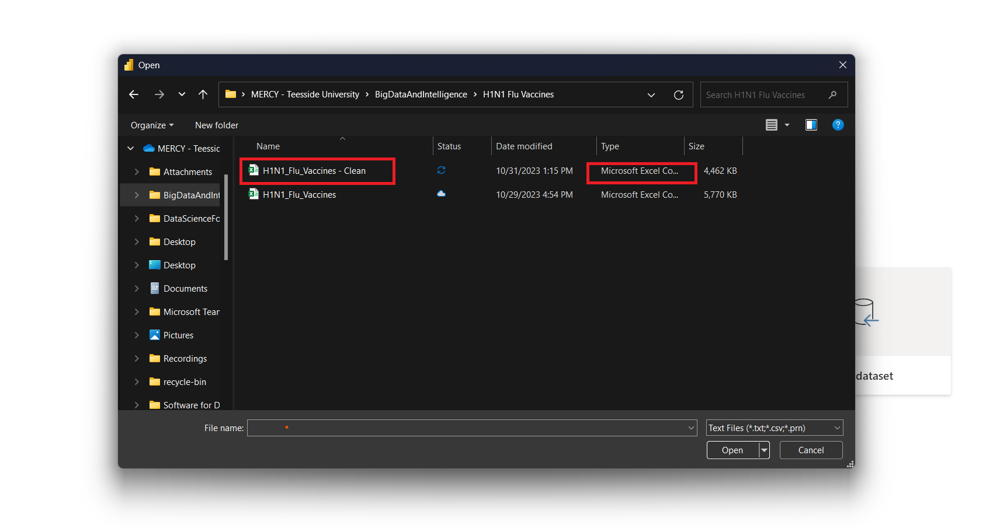 Open
MERCY - Teesside University > BigDataAndIntelligence > H1N1 Flu Vaccines
Search H1N1 Flu Vaccines
Organize
New folder
?
Name
Status
Date modified
Type
Size
MERCY - Teessic
Attachments
BigDataAndInt
DataScienceFo
Desktop
Desktop
Documents
Microsoft Tear
Pictures
Recordings
recycle-bin
Software for D
H1N1_Flu_Vaccines - Clean 10/31/2023 1:15 PM Microsoft Excel Co... 4,462 KB
H1N1_Flu_Vaccines 10/29/2023 4:54 PM Microsoft Excel Co... 5,770 KB
dataset
File name:
Text Files (*.txt;*.csv;*.prn)
Open
Cancel